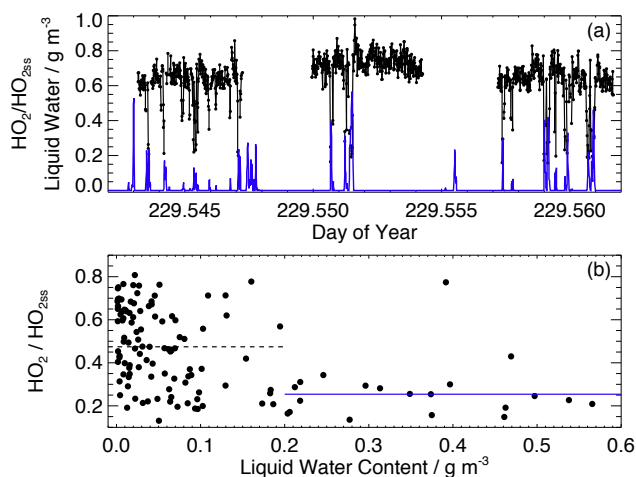 (a)
HO₂/HO₂ss
Liquid Water / g m⁻³
1.0
0.8
0.6
0.4
0.2
0.0
229.545 229.550 229.555 229.560
Day of Year
(b)
HO₂ / HO₂ss
0.8
0.6
0.4
0.2
0.0 0.1 0.2 0.3 0.4 0.5 0.6
Liquid Water Content / g m⁻³